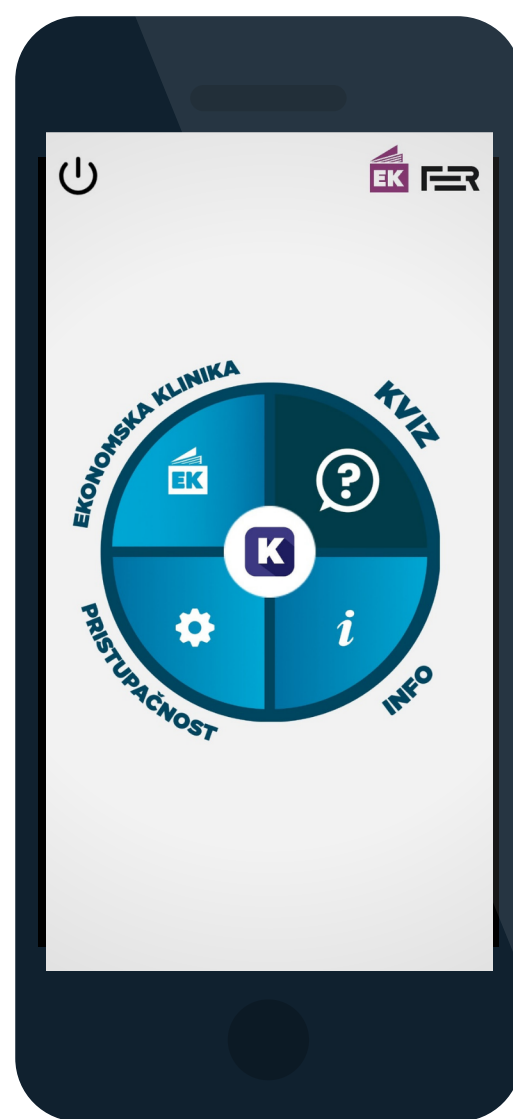 EK FER
EKONOMSKA KLINIKA
KVIZ
EK
?
K
i
PRISTUPAČNOST
INFO